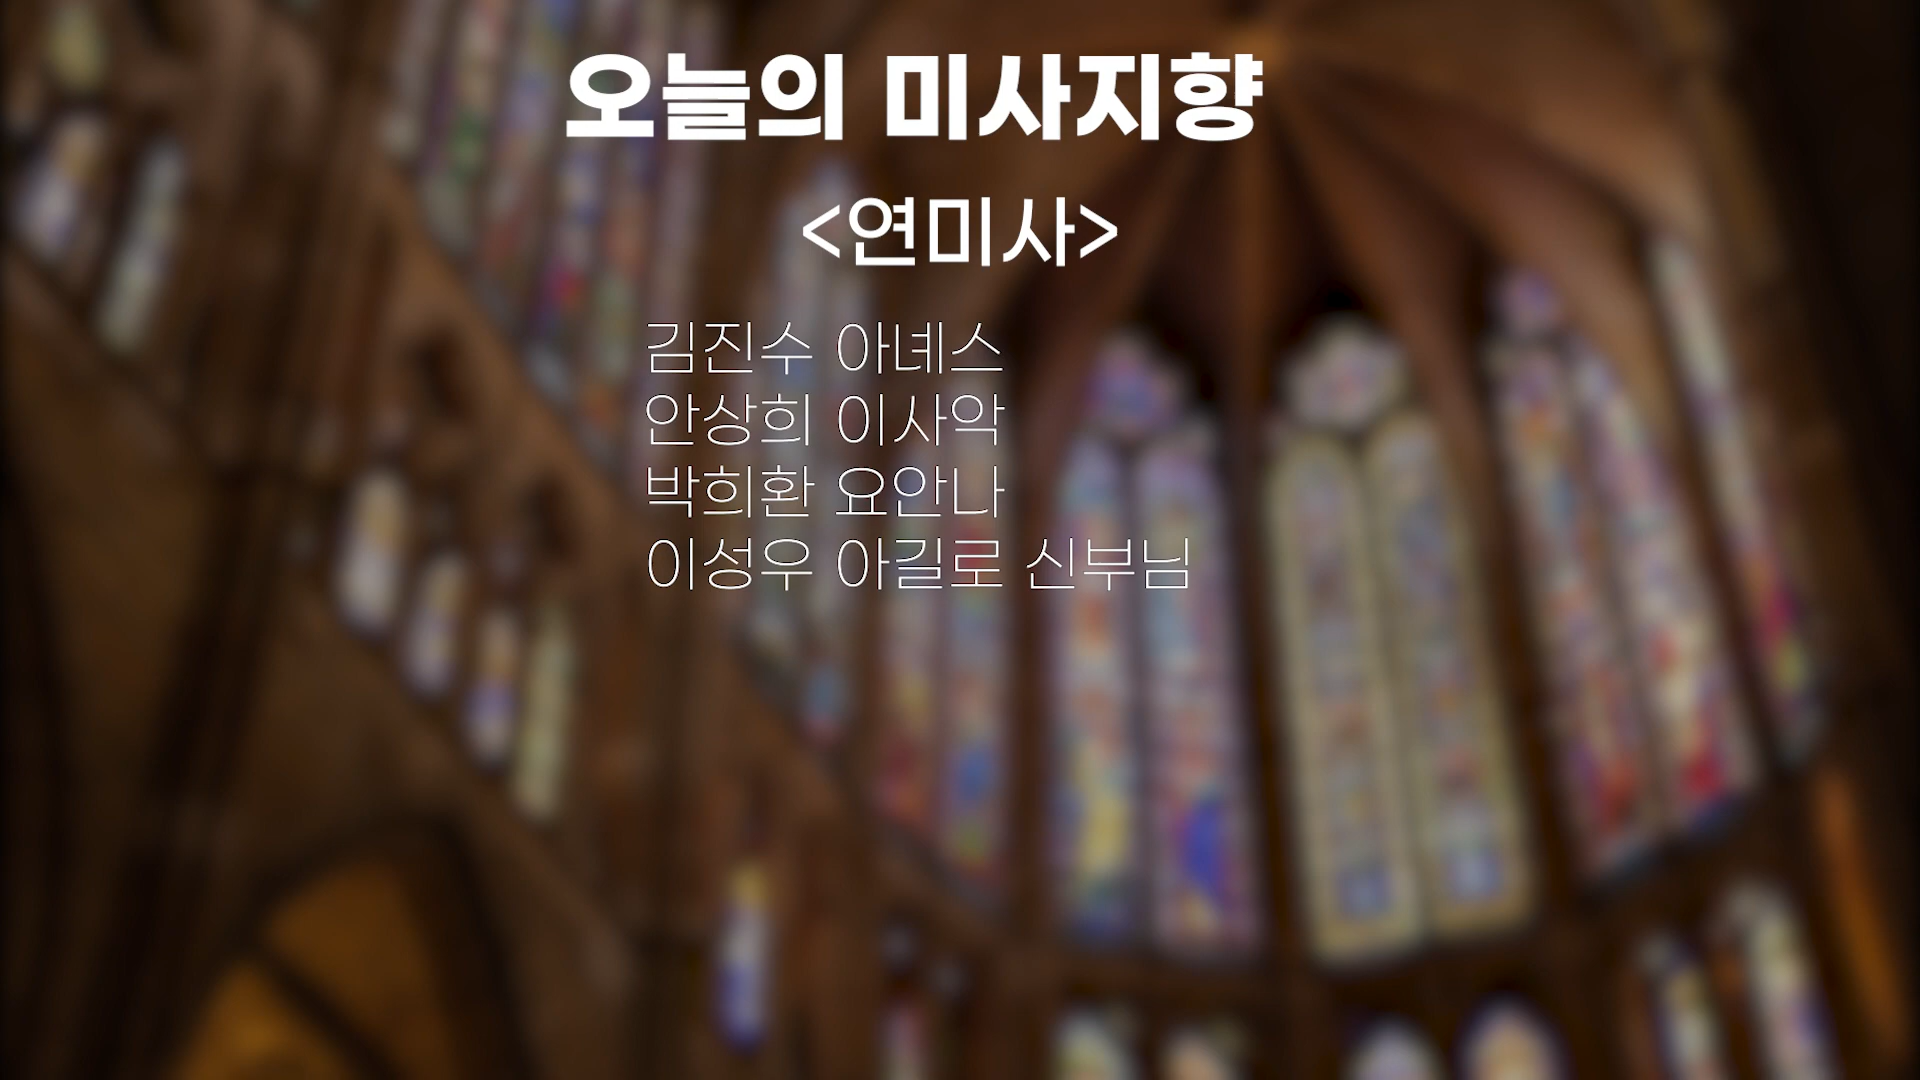 오늘의 미사지향
<연미사>
김진수 아녜스
안상희 이사악
박희환 요안나
이성우 아길로 신부님